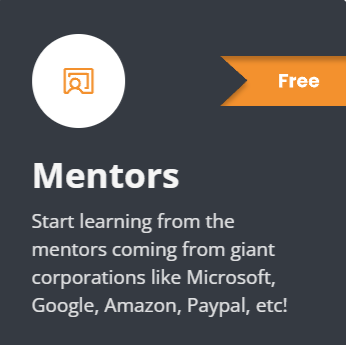 Free
Mentors
Start learning from the
mentors coming from giant
corporations like Microsoft,
Google, Amazon, Paypal, etc!